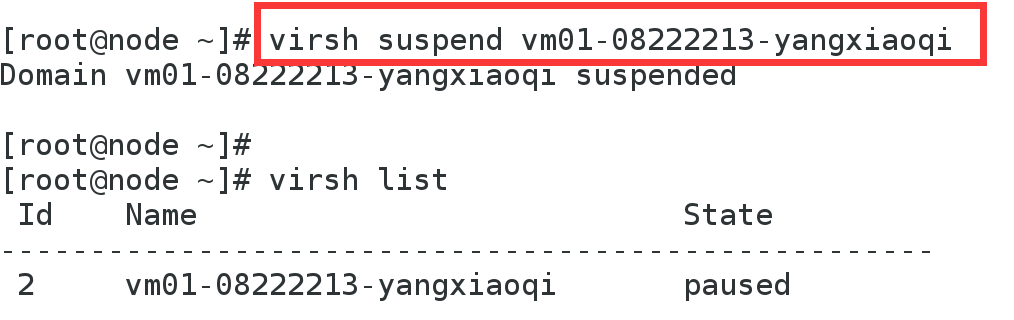 [root@node ~]# virsh suspend vm01-08222213-yangxiaoqi
Domain vm01-08222213-yangxiaoqi suspended
[root@node ~]#
[root@node ~]# virsh list
 Id    Name                           State
----------------------------------------------------
 2     vm01-08222213-yangxiaoqi       paused